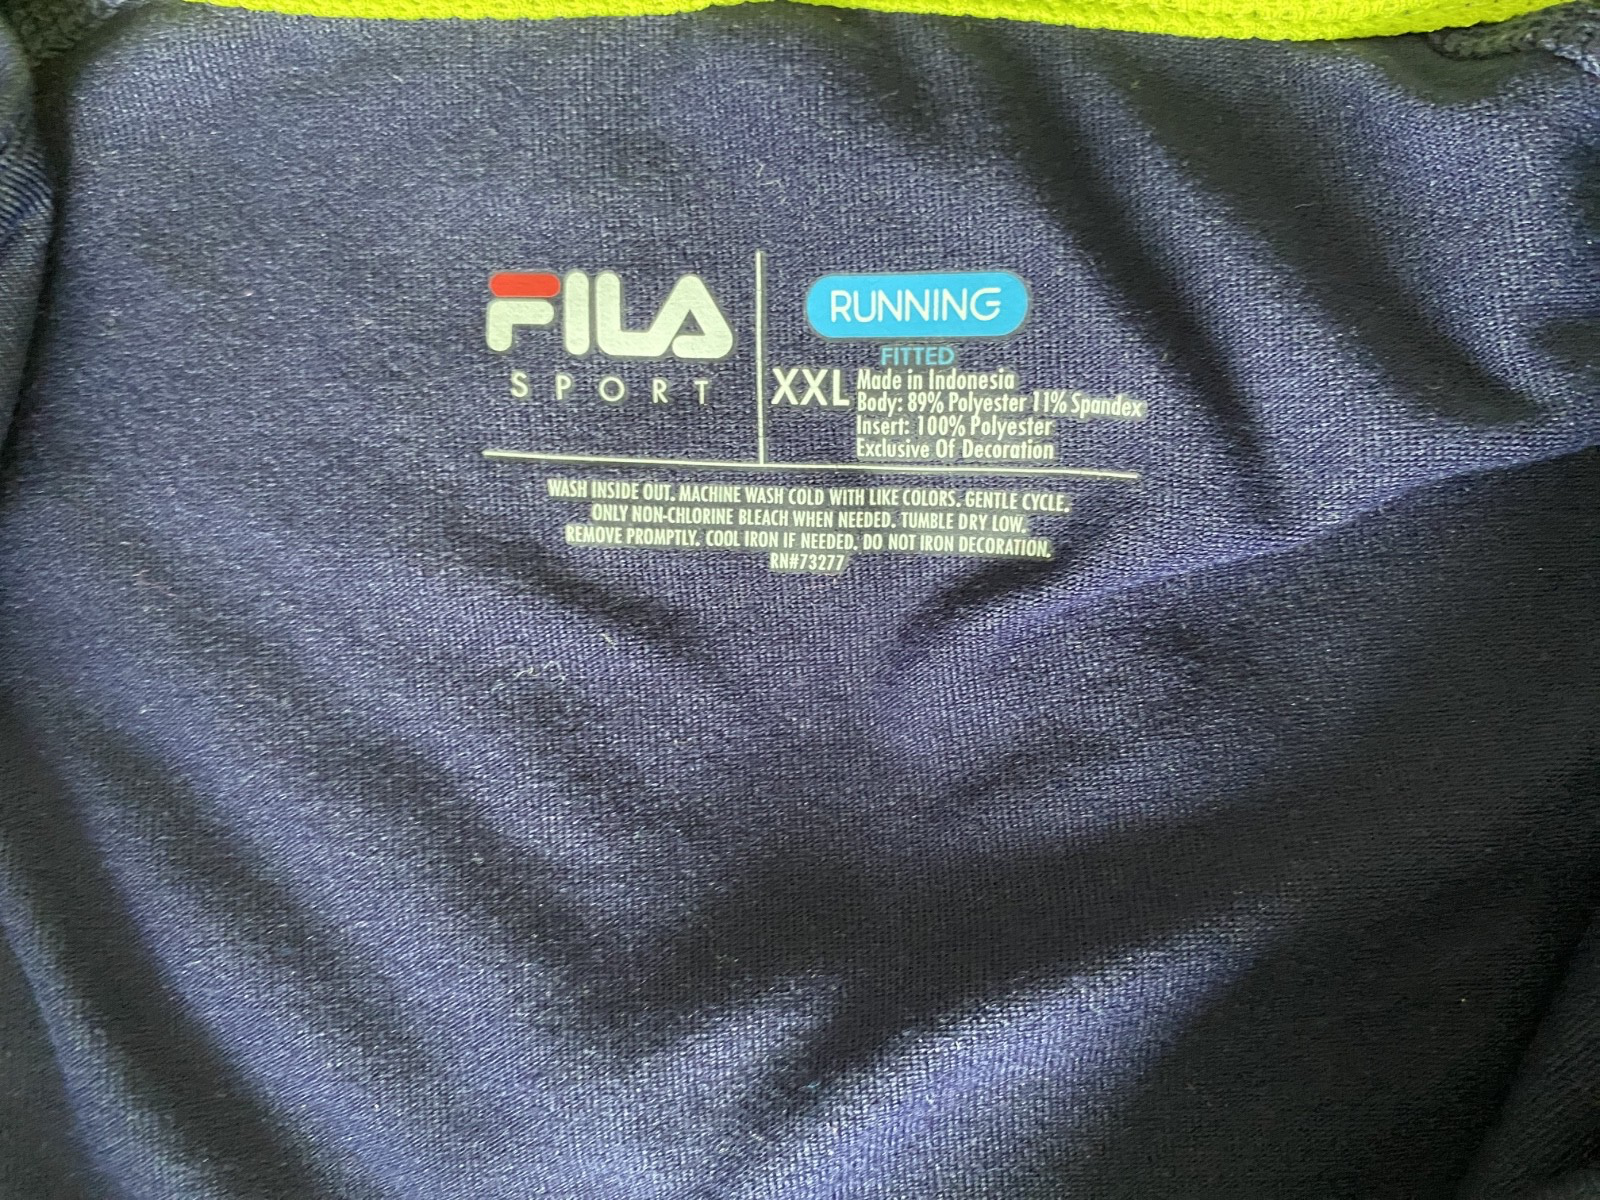 FILA
SPORT
RUNNING
FITTED
XXL
Made in Indonesia
Body: 89% Polyester 11% Spandex
Insert: 100% Polyester
Exclusive Of Decoration
WASH INSIDE OUT. MACHINE WASH COLD WITH LIKE COLORS. GENTLE CYCLE.
ONLY NON-CHLORINE BLEACH WHEN NEEDED. TUMBLE DRY LOW.
REMOVE PROMPTLY. COOL IRON IF NEEDED. DO NOT IRON DECORATION.
RN#73277